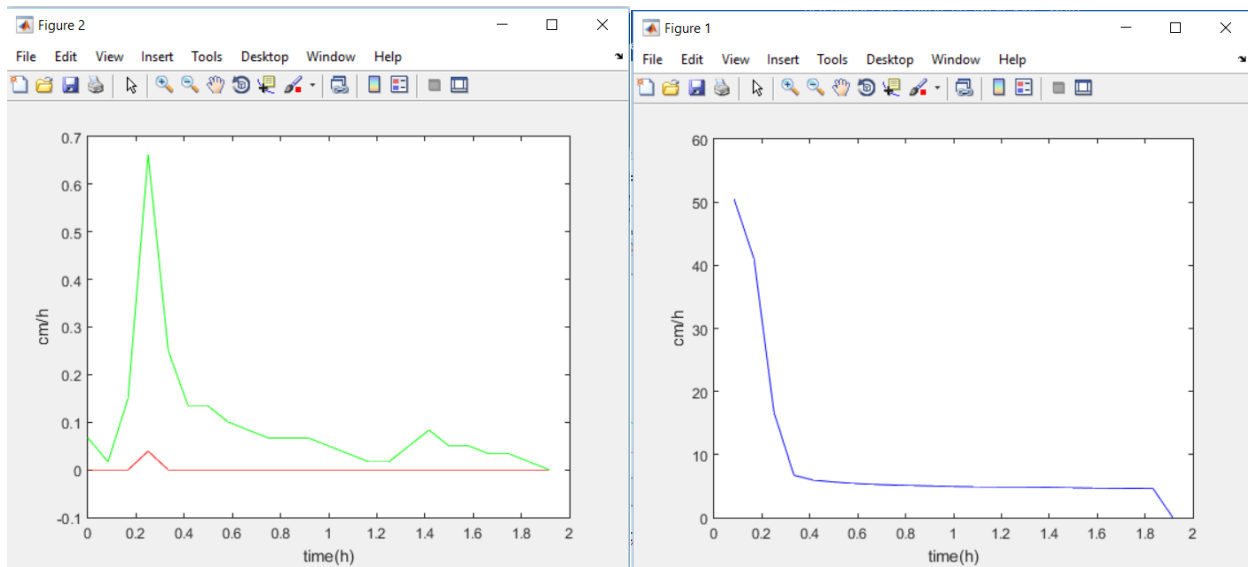 Figure 2
File Edit View Insert Tools Desktop Window Help
0.7
0.6
0.5
0.4
0.3
0.2
0.1
0
-0.1
cm/h
0 0.2 0.4 0.6 0.8 1 1.2 1.4 1.6 1.8 2
time(h)
Figure 1
File Edit View Insert Tools Desktop Window Help
60
50
40
30
20
10
0
cm/h
0 0.2 0.4 0.6 0.8 1 1.2 1.4 1.6 1.8 2
time(h)